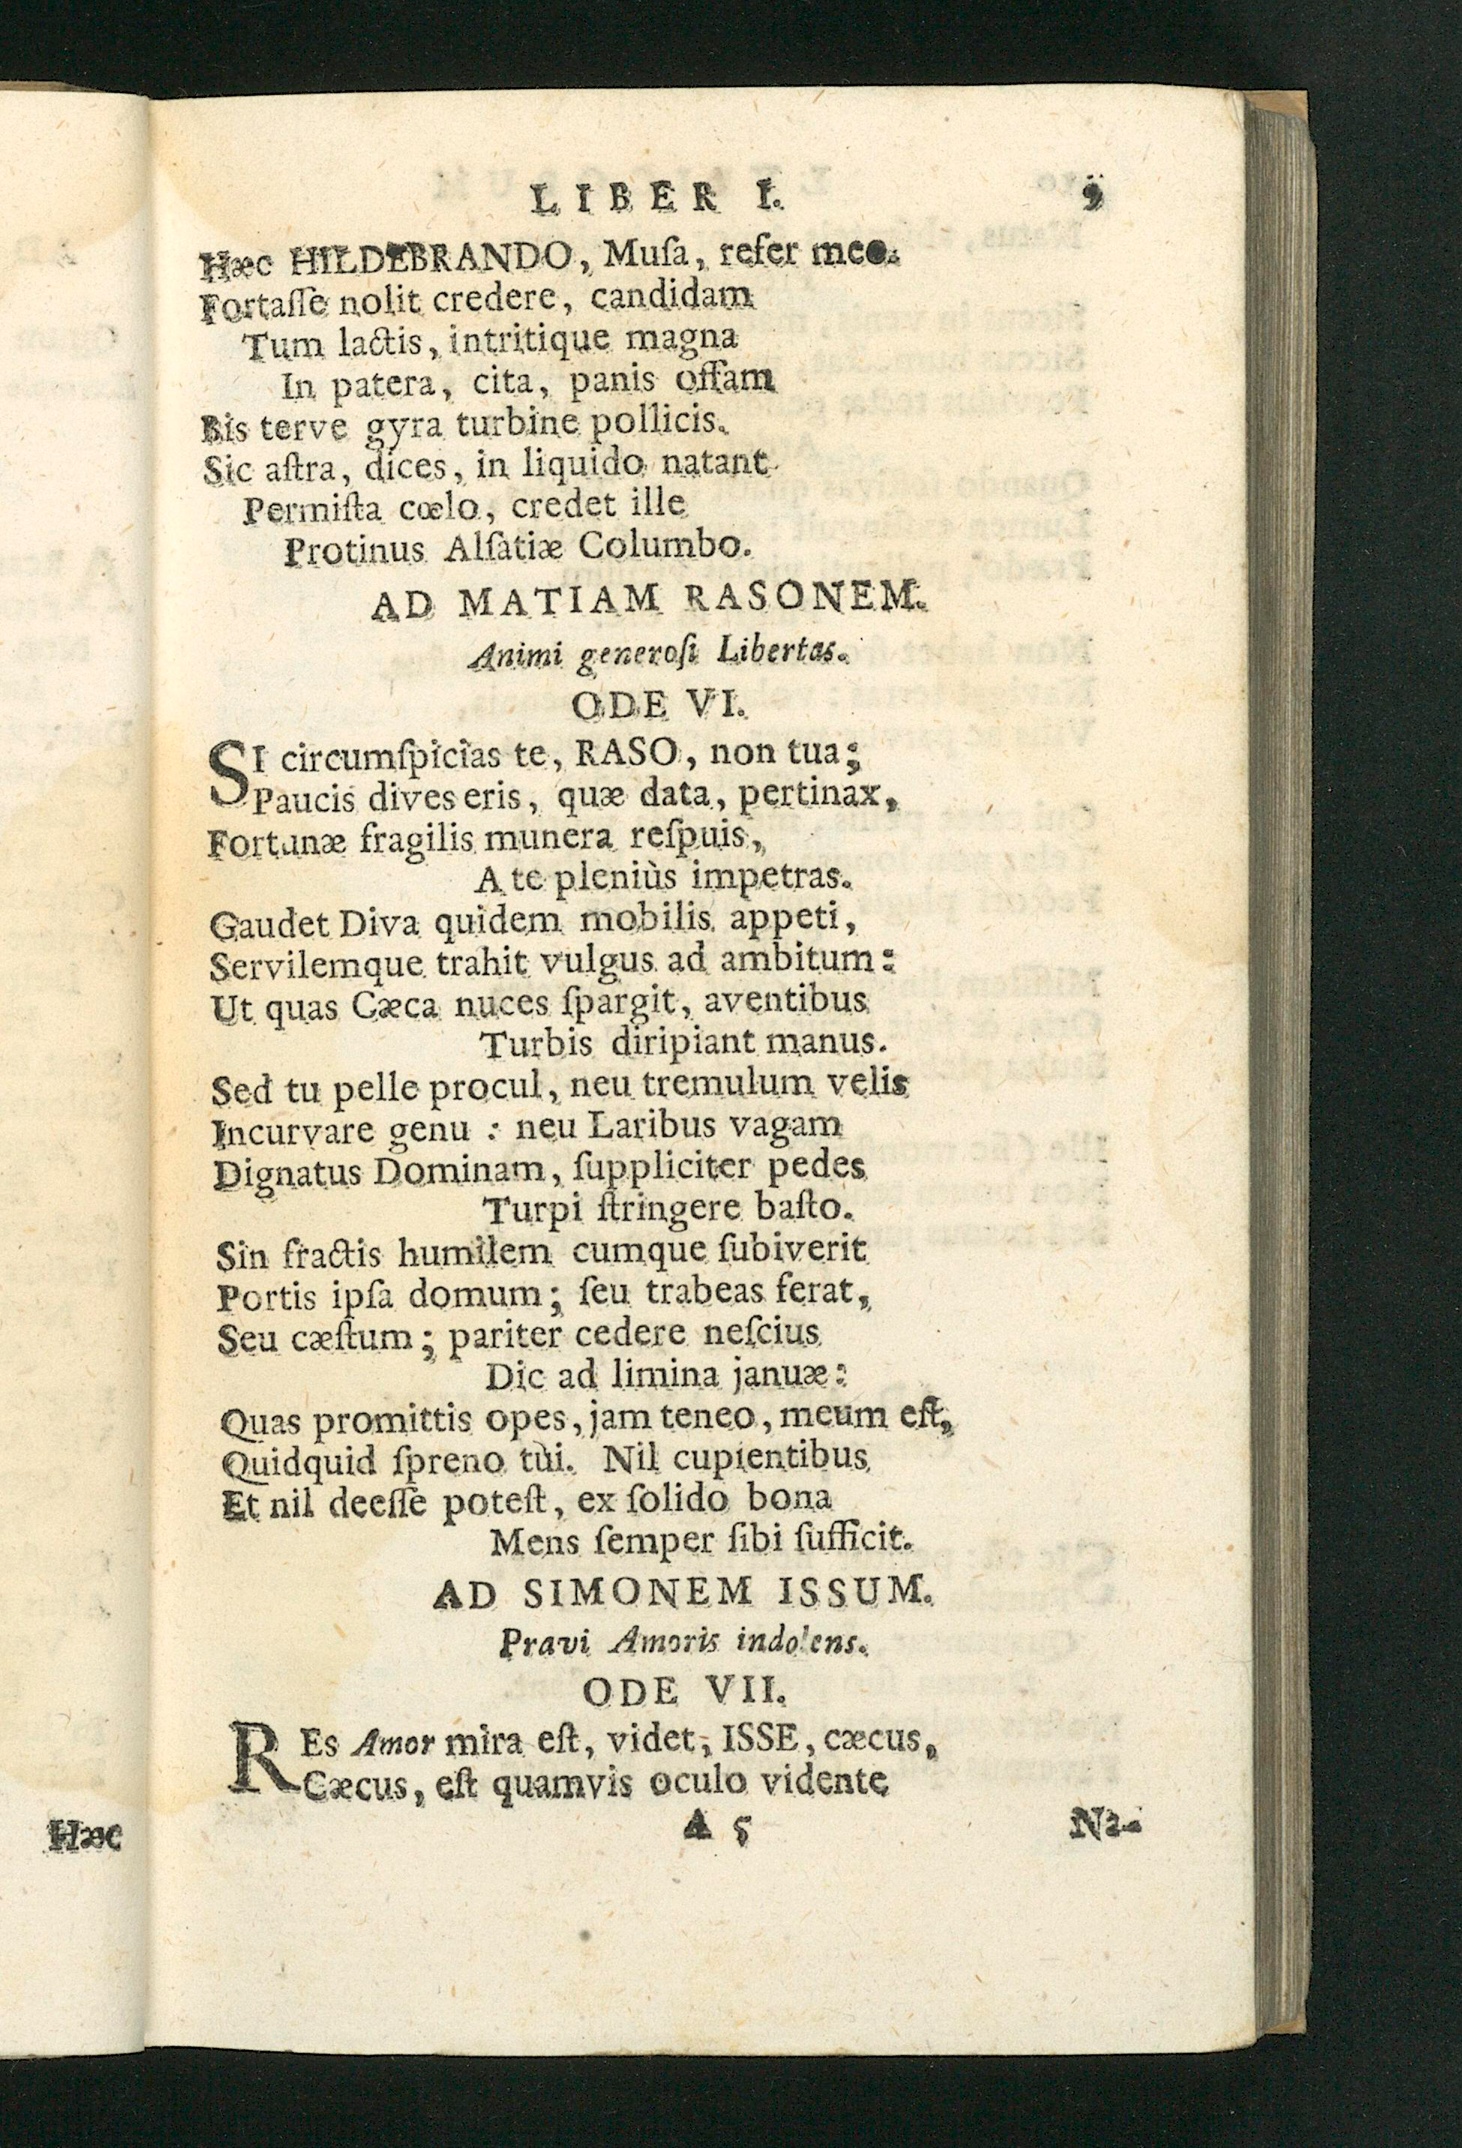 LIBER I. 9
Hæc HILDEBRANDO, Muſa, refer meo.
Fortaſſe nolit credere, candidam
Tum lactis, intritique magna
In patera, cita, panis offam
Bis terve gyra turbine pollicis.
Sic aſtra, dices, in liquido natant
Permiſta cœlo, credet ille
Protinus Alſatiæ Columbo.
AD MATIAM RASONEM.
Animi generoſi Libertas.
ODE VI.
SI circumſpicias te, RASO, non tua;
Paucis dives eris, quæ data, pertinax,
Fortunæ fragilis munera reſpuis,
A te pleniùs impetras.
Gaudet Diva quidem mobilis appeti,
Servilemque trahit vulgus ad ambitum:
Ut quas Cæca nuces ſpargit, aventibus
Turbis diripiant manus.
Sed tu pelle procul, neu tremulum velis
Incurvare genu: neu Laribus vagam
Dignatus Dominam, ſuppliciter pedes
Turpi ſtringere baſto.
Sin fractis humilem cumque ſubiverit
Portis ipſa domum; ſeu trabeas ferat,
Seu cæſtum; pariter cedere neſcius
Dic ad limina januæ:
Quas promittis opes, jam teneo, meum eſt,
Quidquid ſpreno tùi. Nil cupientibus
Et nil deeſſe poteſt, ex ſolido bona
Mens ſemper ſibi ſufficit.
AD SIMONEM ISSUM.
Pravi Amoris indolens.
ODE VII.
REs Amor mira eſt, videt, ISSE, cæcus,
Cæcus, eſt quamvis oculo vidente
A 5 Na-
Hæc